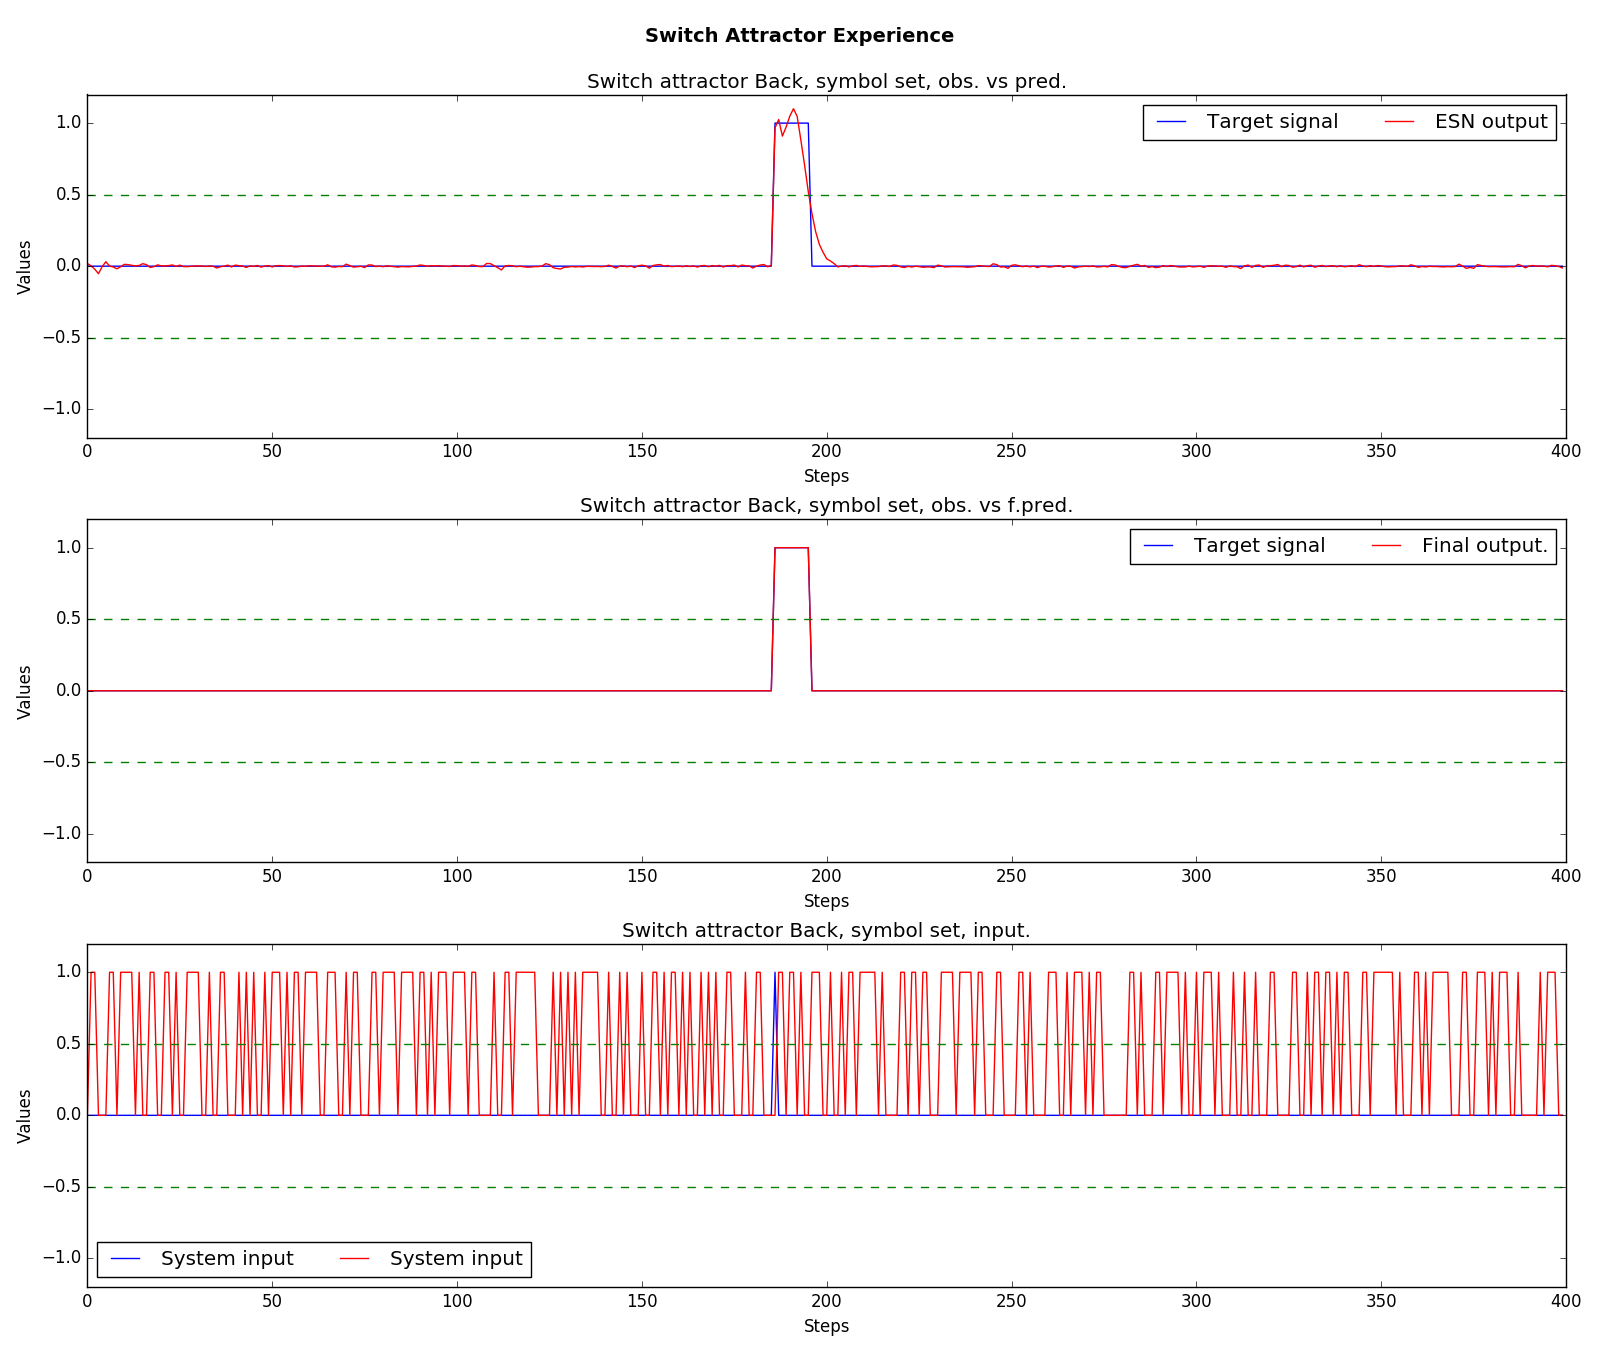 Switch Attractor Experience
Switch attractor Back, symbol set, obs. vs pred.
Target signal ESN output
1.0
0.5
0.0
−0.5
−1.0
Values
0 50 100 150 200 250 300 350 400
Steps
Switch attractor Back, symbol set, obs. vs f.pred.
Target signal Final output.
1.0
0.5
0.0
−0.5
−1.0
Values
0 50 100 150 200 250 300 350 400
Steps
Switch attractor Back, symbol set, input.
1.0
0.5
0.0
−0.5
−1.0
Values
System input System input
0 50 100 150 200 250 300 350 400
Steps